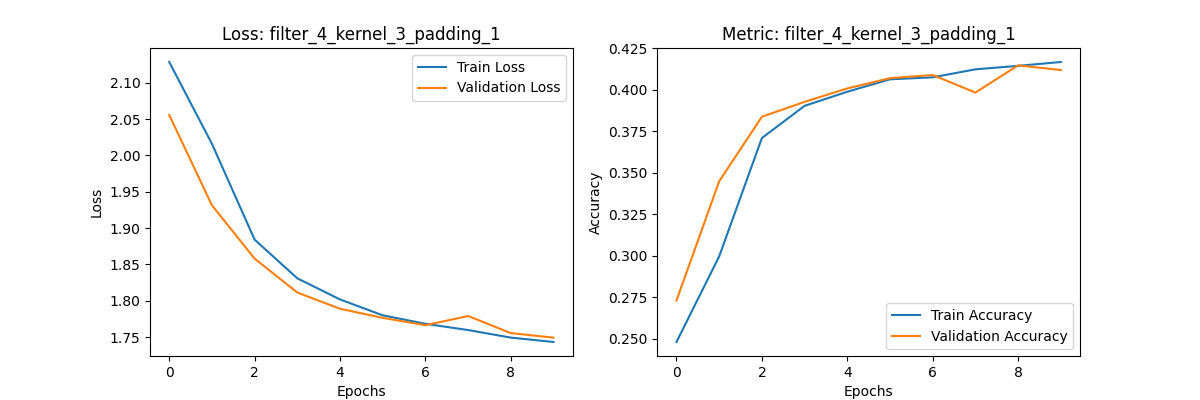 Loss: filter_4_kernel_3_padding_1
Train Loss
Validation Loss
2.10
2.05
2.00
1.95
1.90
1.85
1.80
1.75
Loss
0 2 4 6 8
Epochs
Metric: filter_4_kernel_3_padding_1
0.425
0.400
0.375
0.350
0.325
0.300
0.275
0.250
Accuracy
Train Accuracy
Validation Accuracy
0 2 4 6 8
Epochs